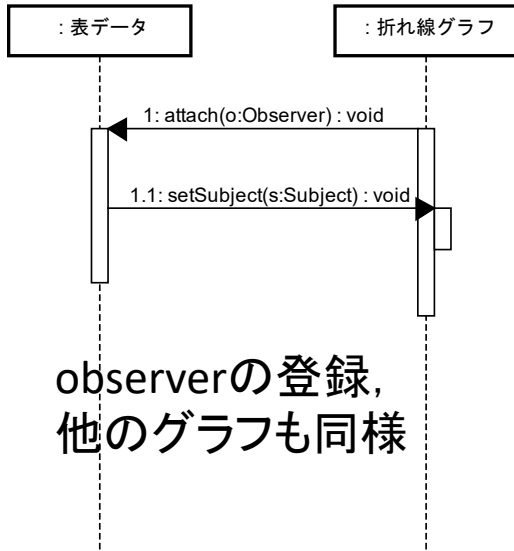 : 表データ
: 折れ線グラフ
1: attach(o:Observer) : void
1.1: setSubject(s:Subject) : void
observerの登録,
他のグラフも同様